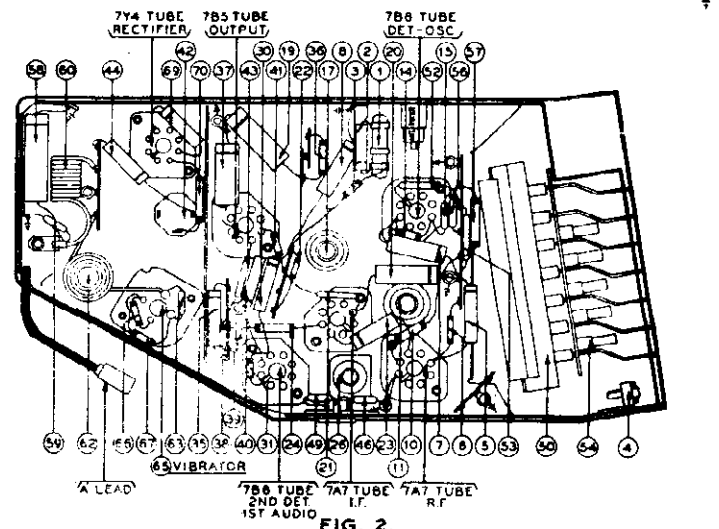 7Y4 TUBE RECTIFIER
7B5 TUBE OUTPUT
7B8 TUBE DET-OSC
58 60 44 69 42 70 37 43 30 41 19 22 36 17 8 3 2 1 20 14 52 15 56 57
59 62 66 67 65 63 35 38 39 40 31 24 49 21 26 46 23 11 10 7 6 5 53 50 54 4
VIBRATOR
"A" LEAD
7B6 TUBE 2ND DET. 1ST AUDIO
7A7 TUBE I.F.
7A7 TUBE R.F.
FIG. 2